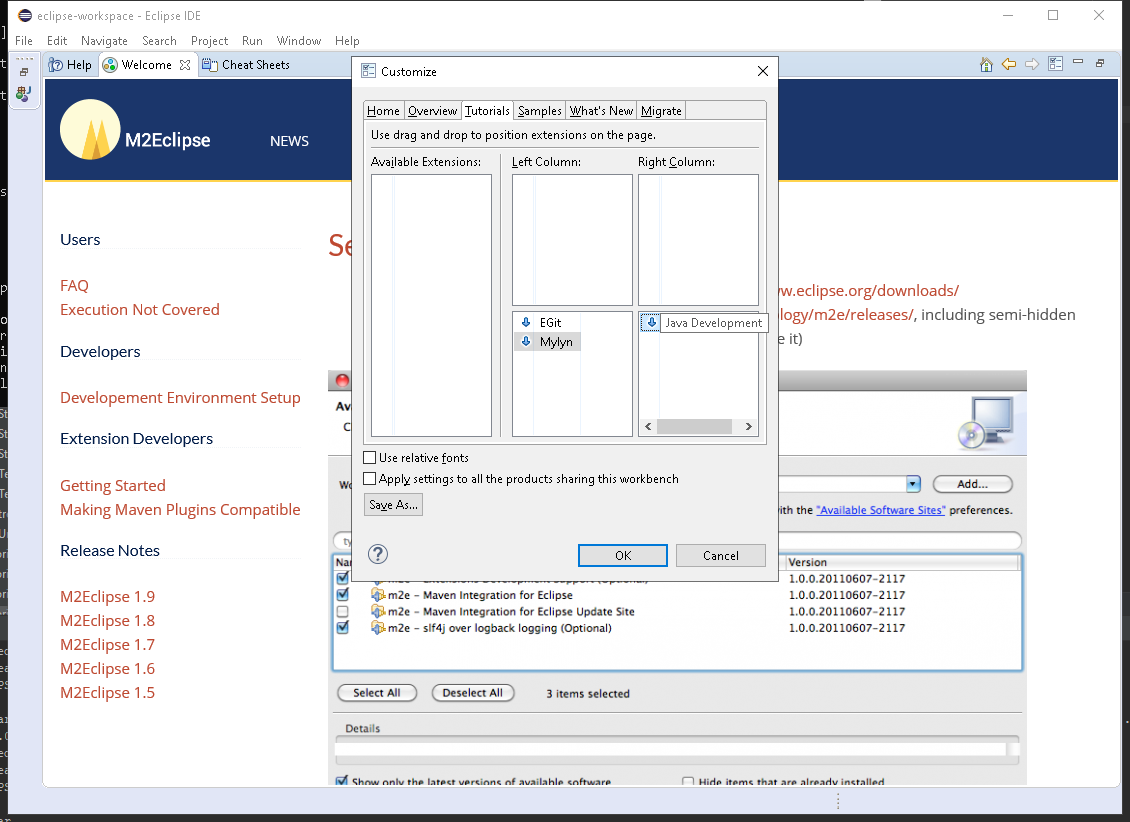 eclipse-workspace - Eclipse IDE
File Edit Navigate Search Project Run Window Help
Help Welcome Cheat Sheets
M2Eclipse
NEWS
Customize
Home Overview Tutorials Samples What's New Migrate
Use drag and drop to position extensions on the page.
Available Extensions: Left Column: Right Column:
EGit
Mylyn
Java Development
Use relative fonts
Apply settings to all the products sharing this workbench
Save As...
?
OK Cancel
Users
FAQ
Execution Not Covered
Developers
Developement Environment Setup
Extension Developers
Getting Started
Making Maven Plugins Compatible
Release Notes
M2Eclipse 1.9
M2Eclipse 1.8
M2Eclipse 1.7
M2Eclipse 1.6
M2Eclipse 1.5
Se
w.eclipse.org/downloads/
ology/m2e/releases/, including semi-hidden
e it)
Av
C
Wo
Add...
ith the "Available Software Sites" preferences.
ty
Na
Version
m2e - Extensions Development Support (Optional) 1.0.0.20110607-2117
m2e - Maven Integration for Eclipse 1.0.0.20110607-2117
m2e - Maven Integration for Eclipse Update Site 1.0.0.20110607-2117
m2e - slf4j over logback logging (Optional) 1.0.0.20110607-2117
Select All Deselect All 3 items selected
Details
Show only the latest versions of available software Hide items that are already installed